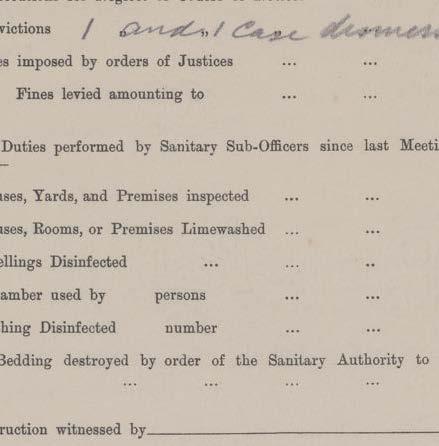 victions 1 and 1 Case dismess
es imposed by orders of Justices ... ...
Fines levied amounting to ... ...
Duties performed by Sanitary Sub-Officers since last Meeti
uses, Yards, and Premises inspected ... ...
uses, Rooms, or Premises Limewashed ... ...
ellings Disinfected ... ... ..
amber used by persons ... ...
hing Disinfected number ... ...
Bedding destroyed by order of the Sanitary Authority to
... ... ... ...
ruction witnessed by